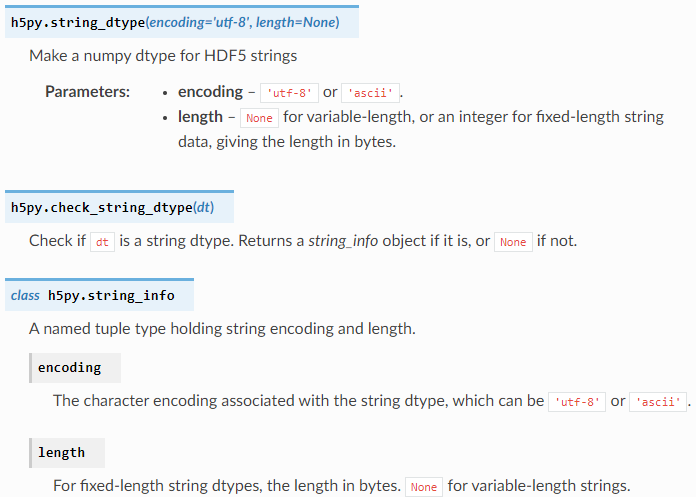 h5py.string_dtype(encoding='utf-8', length=None)
Make a numpy dtype for HDF5 strings
Parameters: • encoding – 'utf-8' or 'ascii'.
• length – None for variable-length, or an integer for fixed-length string
data, giving the length in bytes.
h5py.check_string_dtype(dt)
Check if dt is a string dtype. Returns a string_info object if it is, or None if not.
class h5py.string_info
A named tuple type holding string encoding and length.
encoding
The character encoding associated with the string dtype, which can be 'utf-8' or 'ascii'.
length
For fixed-length string dtypes, the length in bytes. None for variable-length strings.